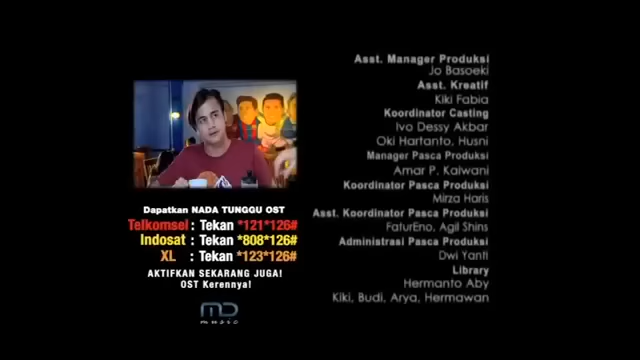 Asst. Manager Produksi
Jo Basoeki
Asst. Kreatif
Kiki Fabia
Koordinator Casting
Ivo Dessy Akbar
Oki Hartanto, Husni
Manager Pasca Produksi
Amar P. Kalwani
Koordinator Pasca Produksi
Mirza Haris
Asst. Koordinator Pasca Produksi
FaturEno, Agil Shins
Administrasi Pasca Produksi
Dwi Yanti
Library
Hermanto Aby
Kiki, Budi, Arya, Hermawan
Dapatkan NADA TUNGGU OST
Telkomsel : Tekan *121*126#
Indosat : Tekan *808*126#
XL : Tekan *123*126#
AKTIFKAN SEKARANG JUGA!
OST Kerennya!
MD
music